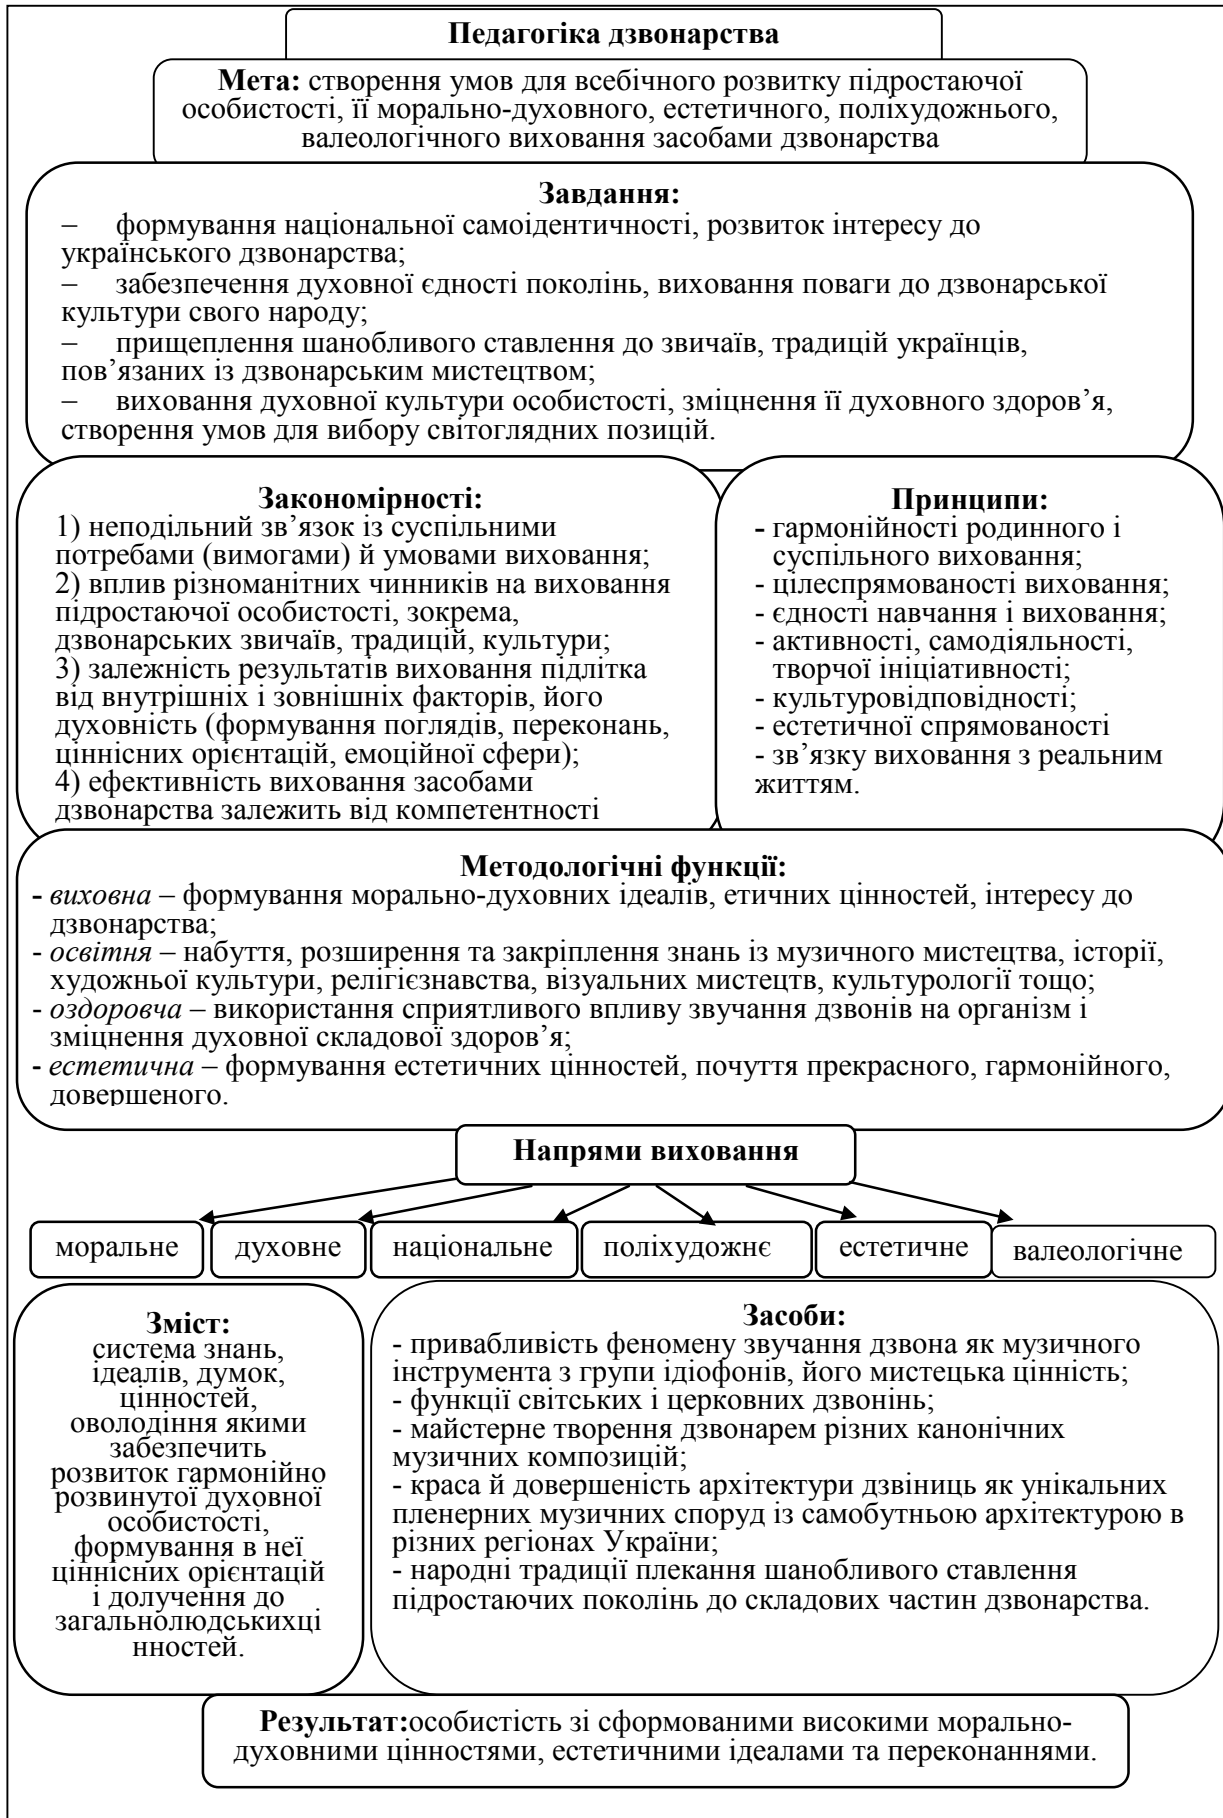 Педагогіка дзвонарства
Мета: створення умов для всебічного розвитку підростаючої
особистості, її морально-духовного, естетичного, поліхудожнього,
валеологічного виховання засобами дзвонарства
Завдання:
– формування національної самоідентичності, розвиток інтересу до
українського дзвонарства;
– забезпечення духовної єдності поколінь, виховання поваги до дзвонарської
культури свого народу;
– прищеплення шанобливого ставлення до звичаїв, традицій українців,
пов’язаних із дзвонарським мистецтвом;
– виховання духовної культури особистості, зміцнення її духовного здоров’я,
створення умов для вибору світоглядних позицій.
Закономірності:
1) неподільний зв’язок із суспільними
потребами (вимогами) й умовами виховання;
2) вплив різноманітних чинників на виховання
підростаючої особистості, зокрема,
дзвонарських звичаїв, традицій, культури;
3) залежність результатів виховання підлітка
від внутрішніх і зовнішніх факторів, його
духовність (формування поглядів, переконань,
ціннісних орієнтацій, емоційної сфери);
4) ефективність виховання засобами
дзвонарства залежить від компетентності
Принципи:
- гармонійності родинного і
суспільного виховання;
- цілеспрямованості виховання;
- єдності навчання і виховання;
- активності, самодіяльності,
творчої ініціативності;
- культуровідповідності;
- естетичної спрямованості
- зв’язку виховання з реальним
життям.
Методологічні функції:
- виховна – формування морально-духовних ідеалів, етичних цінностей, інтересу до
дзвонарства;
- освітня – набуття, розширення та закріплення знань із музичного мистецтва, історії,
художньої культури, релігієзнавства, візуальних мистецтв, культурології тощо;
- оздоровча – використання сприятливого впливу звучання дзвонів на організм і
зміцнення духовної складової здоров’я;
- естетична – формування естетичних цінностей, почуття прекрасного, гармонійного,
довершеного.
Напрями виховання
моральне
духовне
національне
поліхудожнє
естетичне
валеологічне
Зміст:
система знань,
ідеалів, думок,
цінностей,
оволодіння якими
забезпечить
розвиток гармонійно
розвинутої духовної
особистості,
формування в неї
ціннісних орієнтацій
і долучення до
загальнолюдськихці
нностей.
Засоби:
- привабливість феномену звучання дзвона як музичного
інструмента з групи ідіофонів, його мистецька цінність;
- функції світських і церковних дзвонінь;
- майстерне творення дзвонарем різних канонічних
музичних композицій;
- краса й довершеність архітектури дзвіниць як унікальних
пленерних музичних споруд із самобутньою архітектурою в
різних регіонах України;
- народні традиції плекання шанобливого ставлення
підростаючих поколінь до складових частин дзвонарства.
Результат:особистість зі сформованими високими морально-
духовними цінностями, естетичними ідеалами та переконаннями.